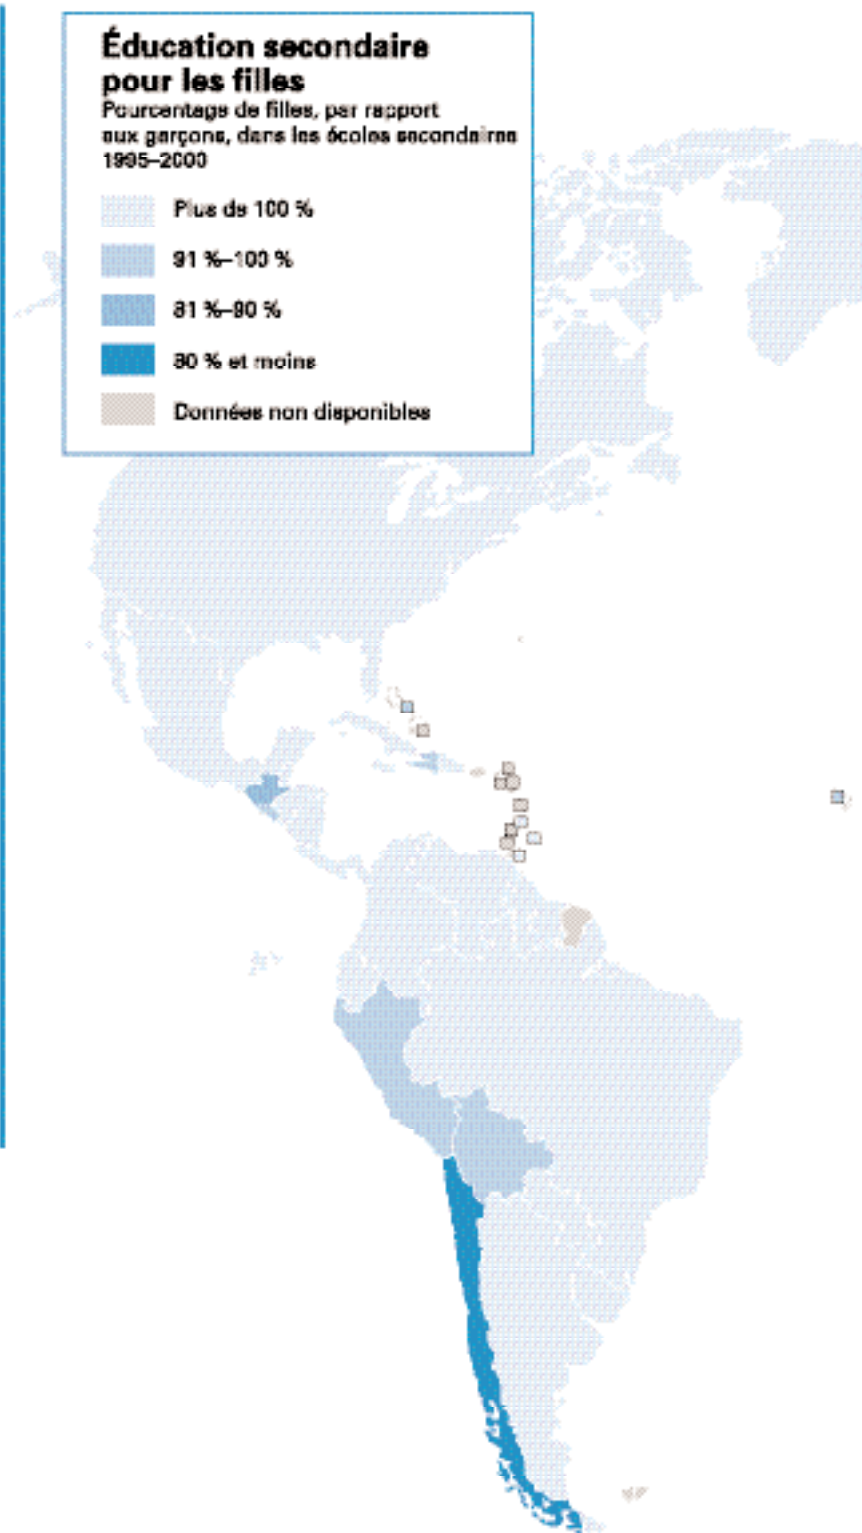 Éducation secondaire
pour les filles
Pourcentage de filles, par rapport
aux garçons, dans les écoles secondaires
1995–2000
Plus de 100 %
91 %–100 %
81 %–90 %
80 % et moins
Données non disponibles